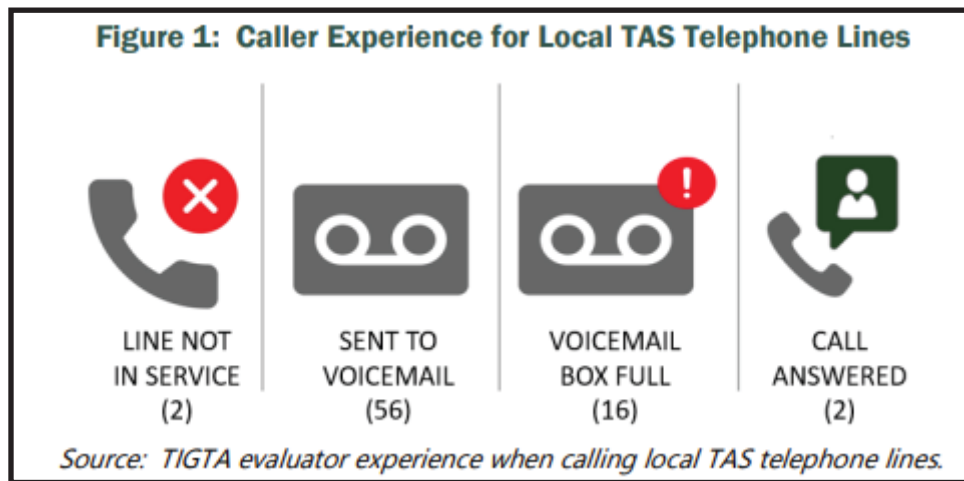 Figure 1:  Caller Experience for Local TAS Telephone Lines
LINE NOT
IN SERVICE
(2)
SENT TO
VOICEMAIL
(56)
VOICEMAIL
BOX FULL
(16)
CALL
ANSWERED
(2)
Source:  TIGTA evaluator experience when calling local TAS telephone lines.